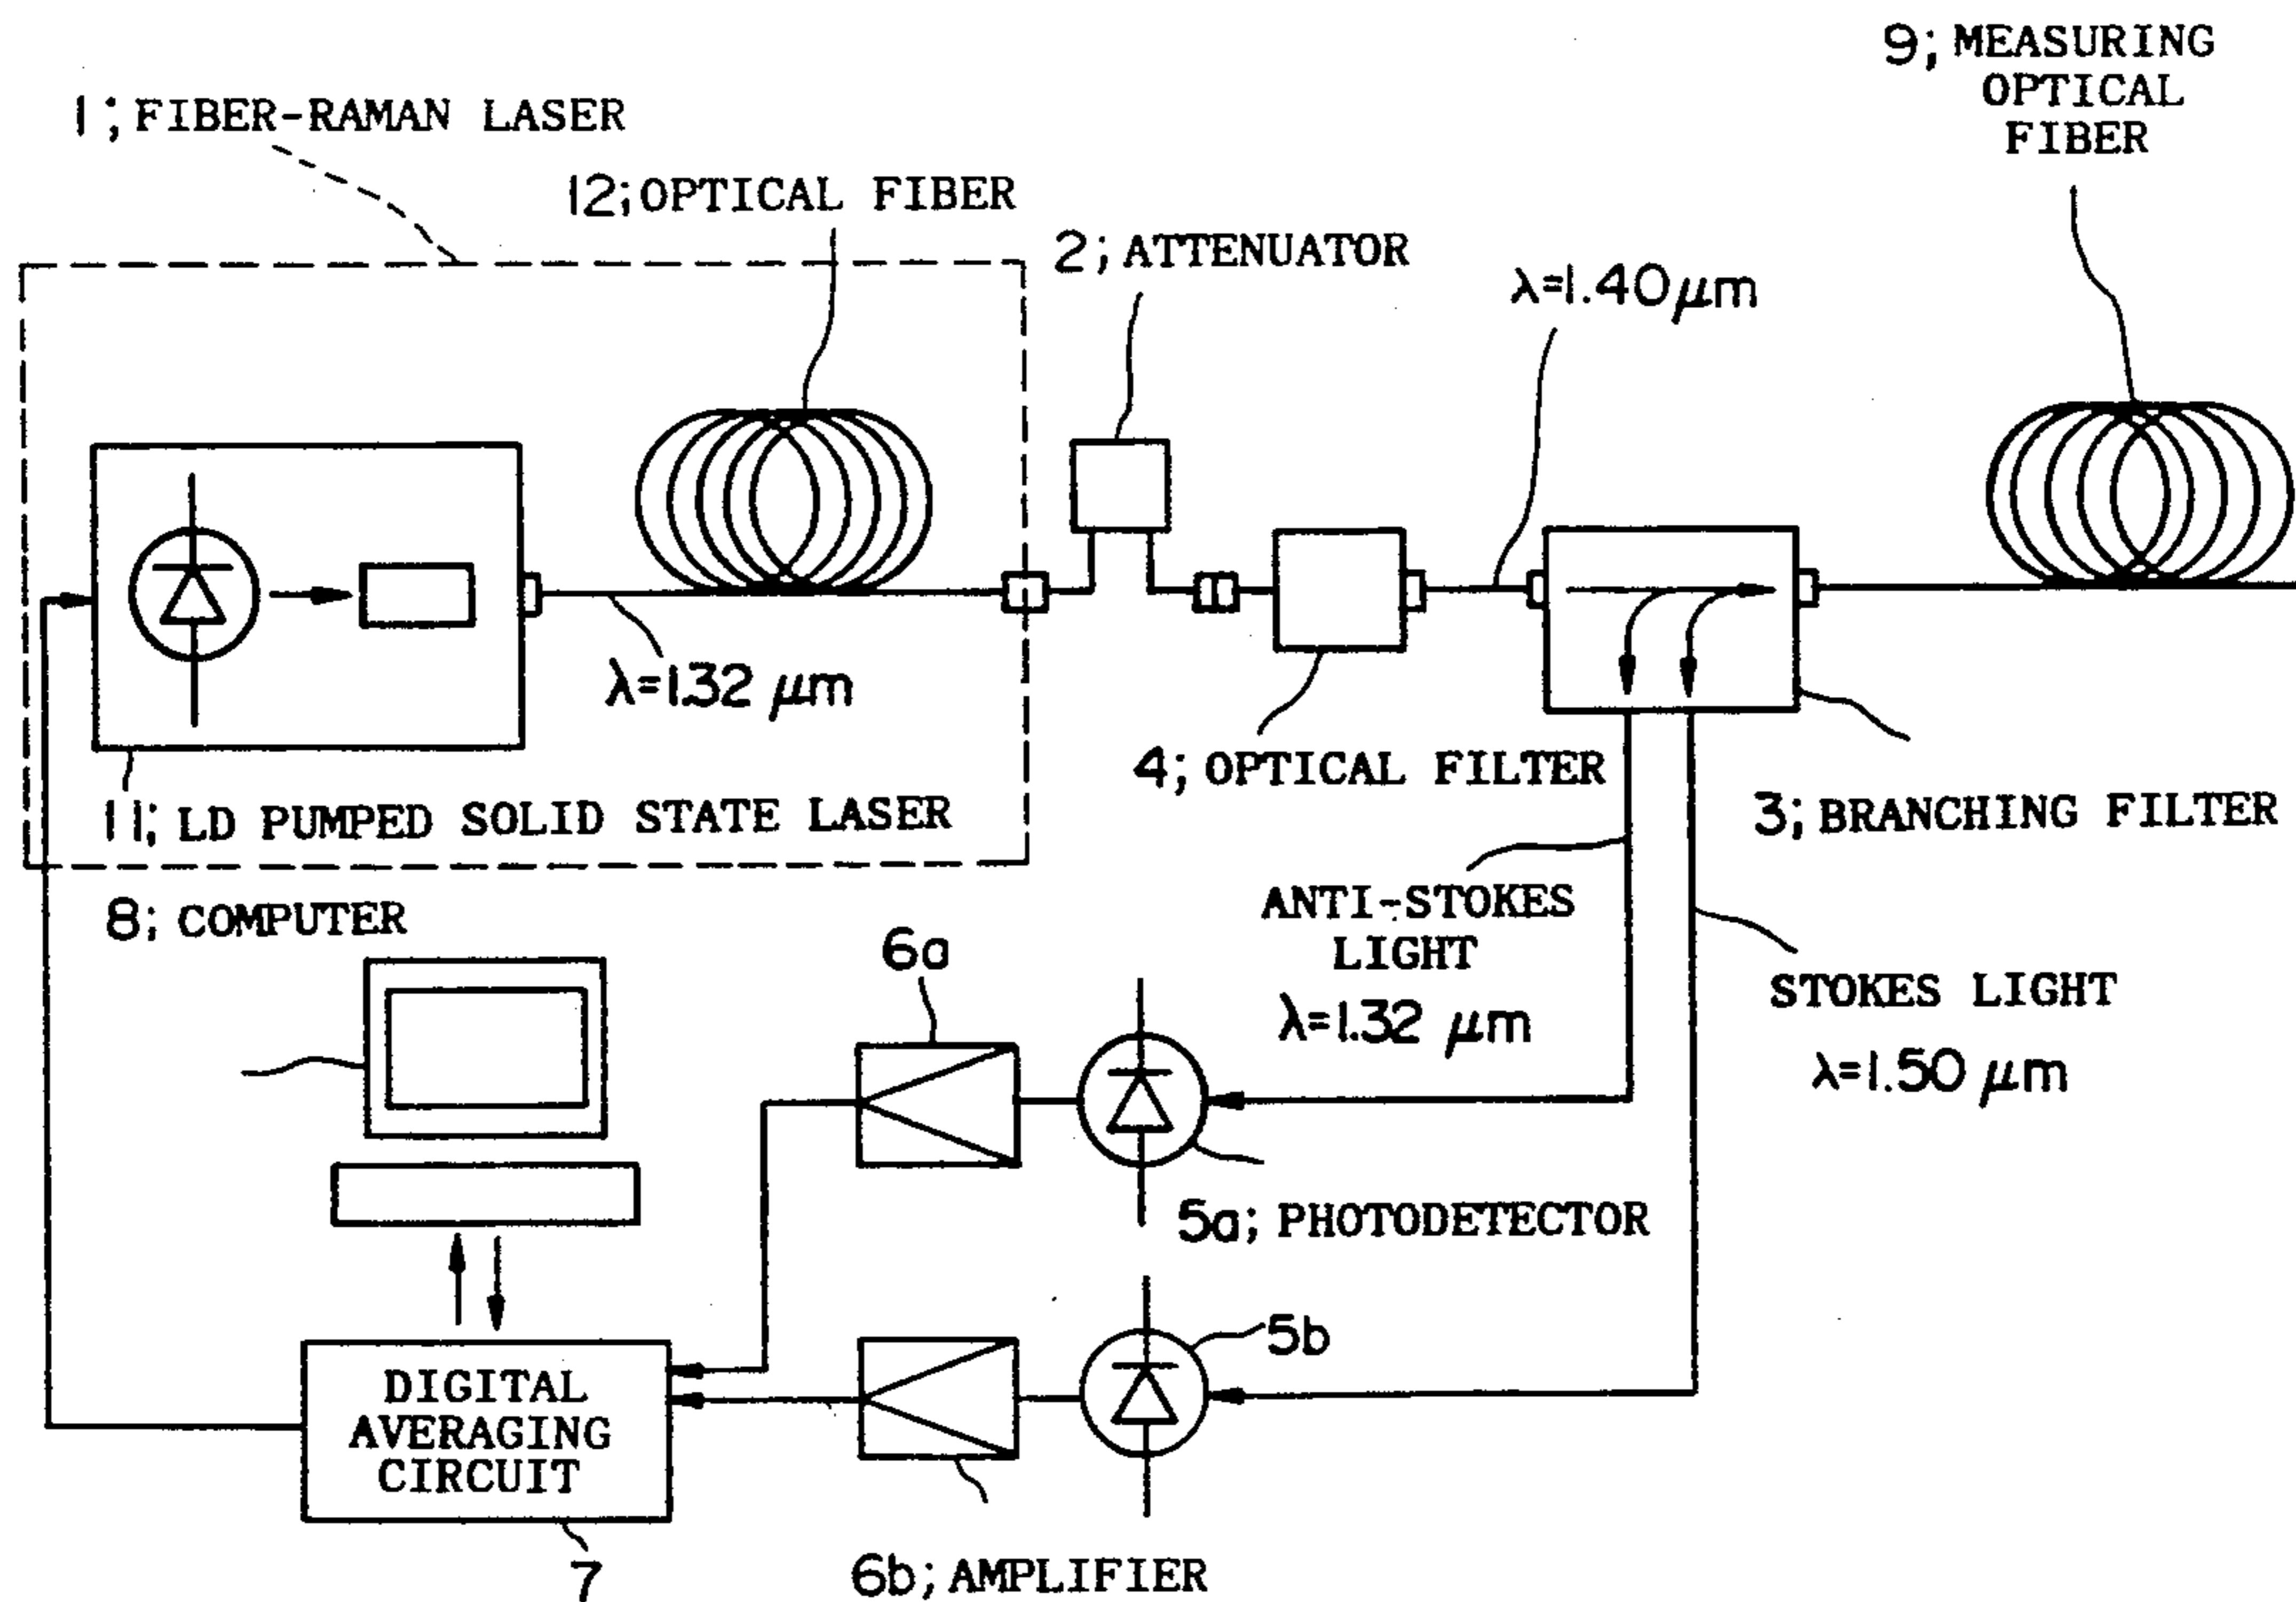 9; MEASURING
OPTICAL
FIBER
1; FIBER-RAMAN LASER
12; OPTICAL FIBER
2; ATTENUATOR
λ=1.40 μm
λ=1.32 μm
4; OPTICAL FILTER
11; LD PUMPED SOLID STATE LASER
3; BRANCHING FILTER
8; COMPUTER
ANTI-STOKES
LIGHT
λ=1.32 μm
6a
STOKES LIGHT
λ=1.50 μm
5a; PHOTODETECTOR
5b
DIGITAL
AVERAGING
CIRCUIT
7
6b; AMPLIFIER